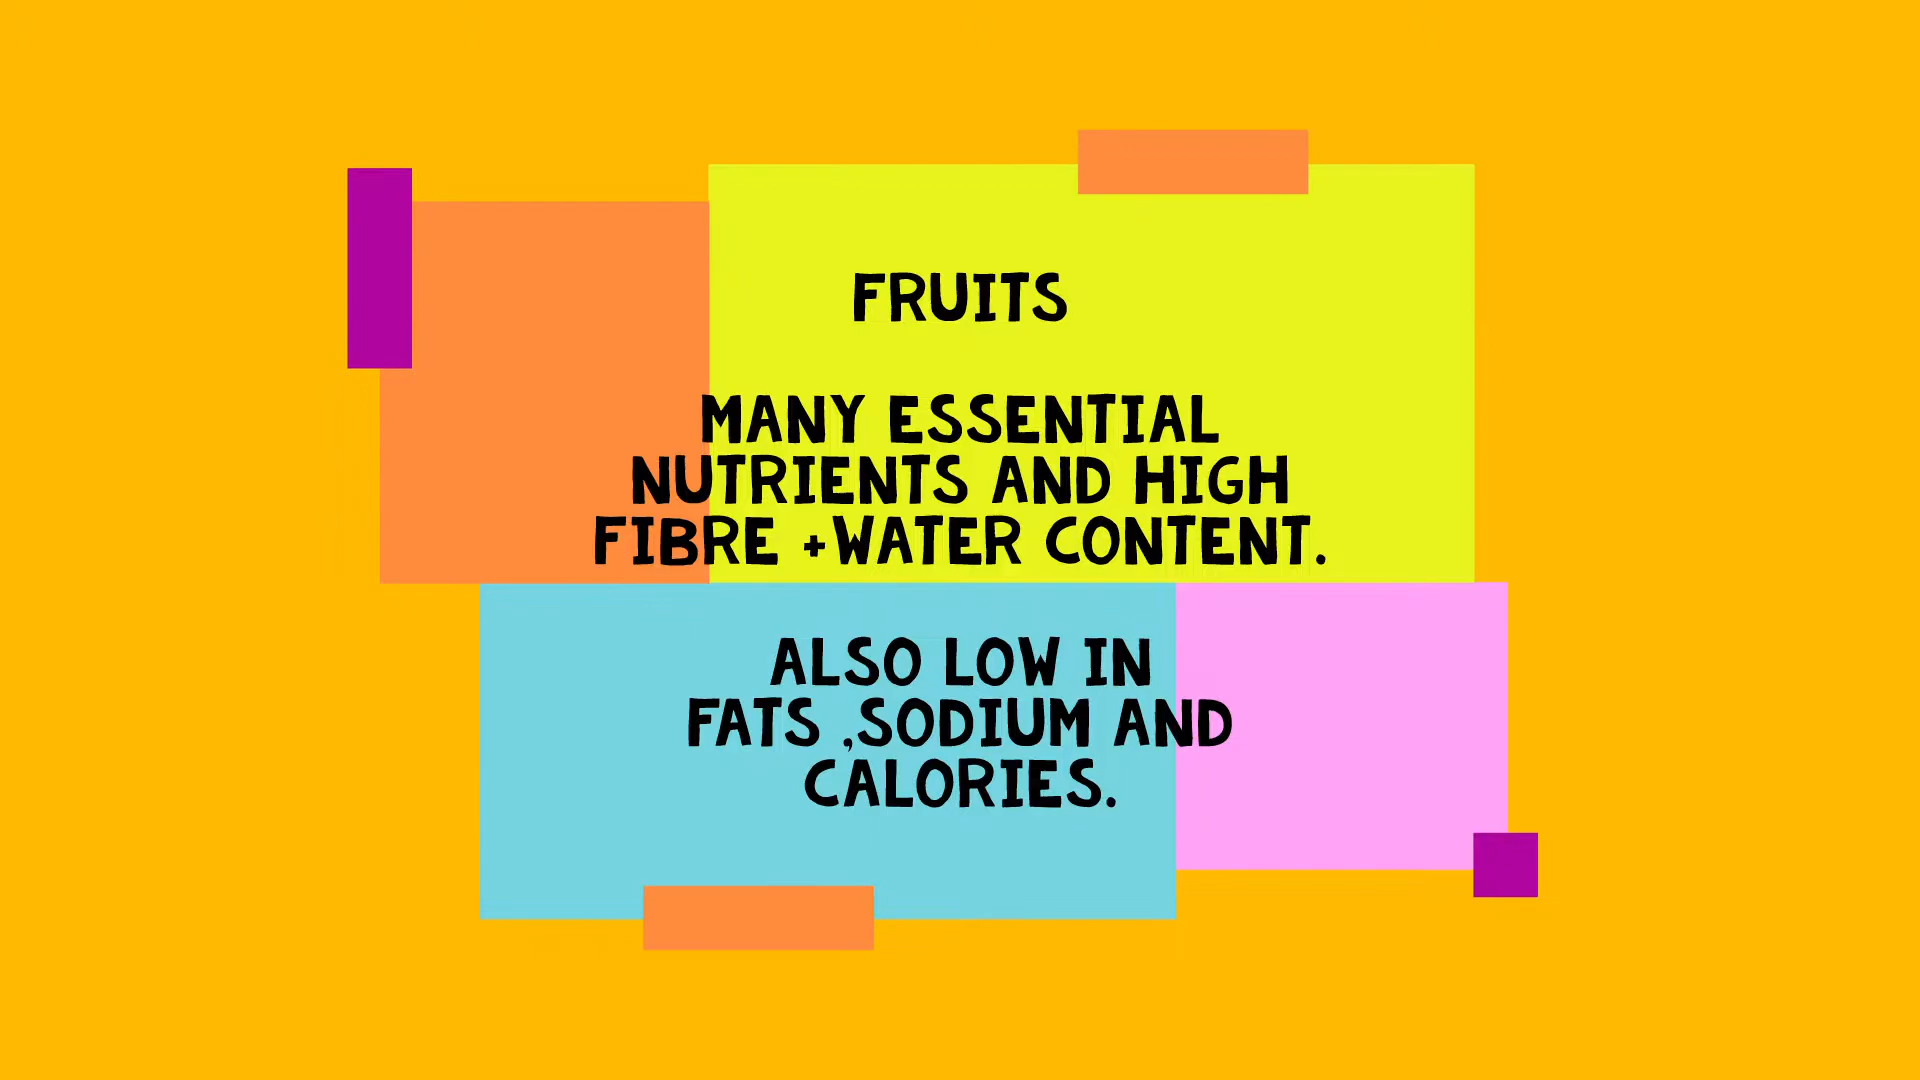 FRUITS
MANY ESSENTIAL
NUTRIENTS AND HIGH
FIBRE +WATER CONTENT.
ALSO LOW IN
FATS ,SODIUM AND
CALORIES.